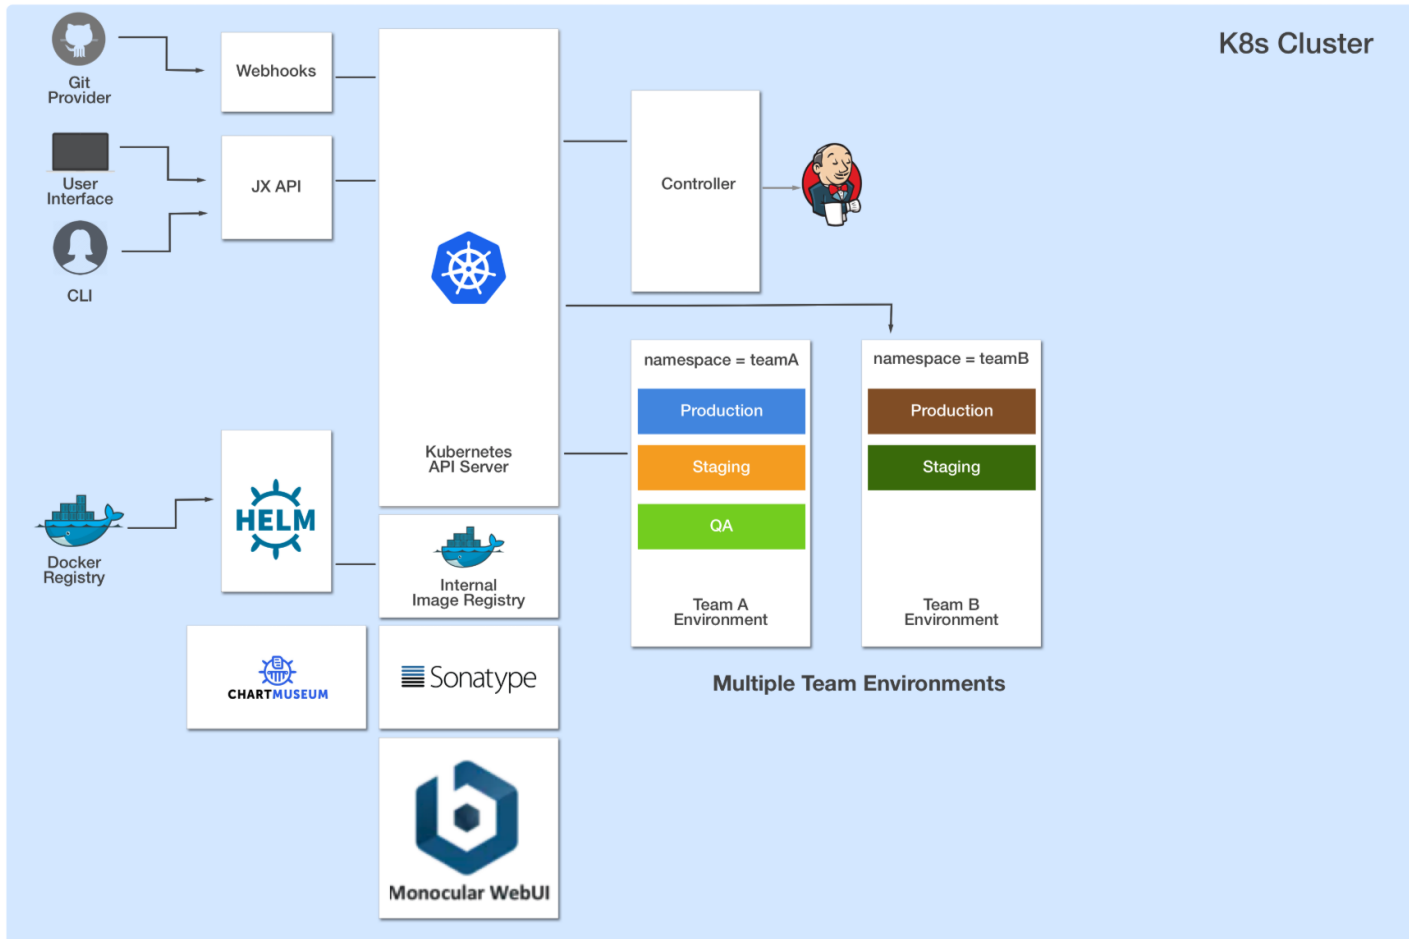 K8s Cluster
Git
Provider
Webhooks
User
Interface
JX API
CLI
Controller
Kubernetes
API Server
namespace = teamA
Production
Staging
QA
Team A
Environment
namespace = teamB
Production
Staging
Team B
Environment
Multiple Team Environments
Docker
Registry
HELM
Internal
Image Registry
CHARTMUSEUM
Sonatype
Monocular WebUI